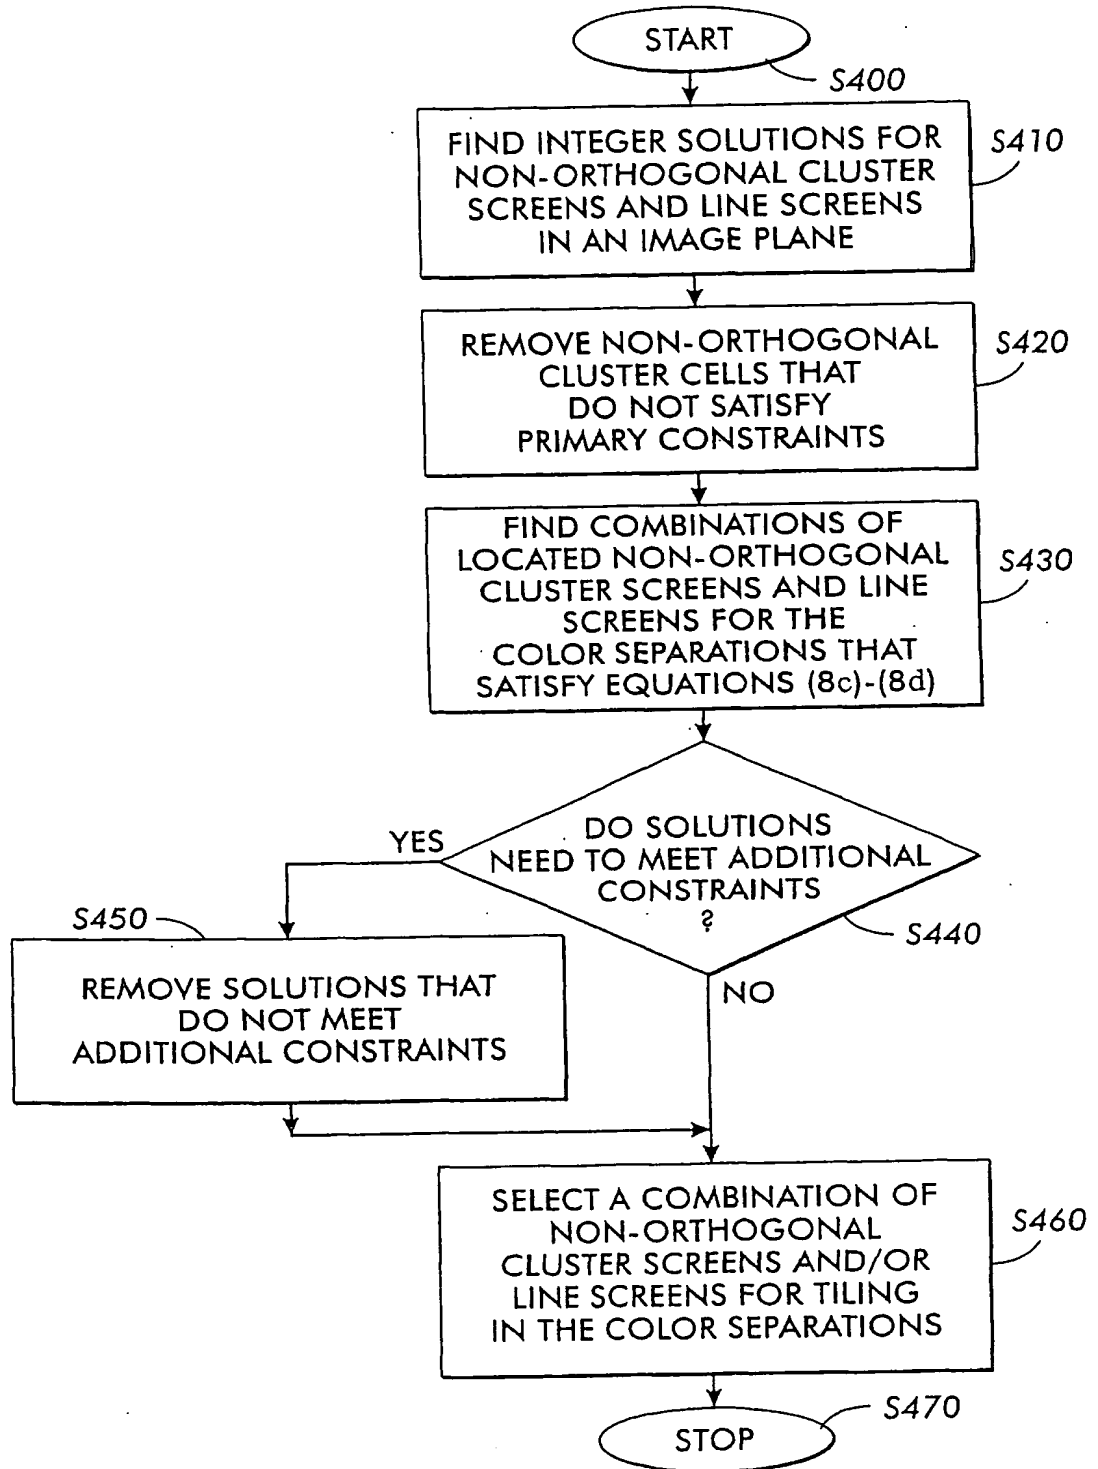 START
S400
FIND INTEGER SOLUTIONS FOR
NON-ORTHOGONAL CLUSTER
SCREENS AND LINE SCREENS
IN AN IMAGE PLANE
S410
REMOVE NON-ORTHOGONAL
CLUSTER CELLS THAT
DO NOT SATISFY
PRIMARY CONSTRAINTS
S420
FIND COMBINATIONS OF
LOCATED NON-ORTHOGONAL
CLUSTER SCREENS AND LINE
SCREENS FOR THE
COLOR SEPARATIONS THAT
SATISFY EQUATIONS (8c)-(8d)
S430
DO SOLUTIONS
NEED TO MEET ADDITIONAL
CONSTRAINTS
?
S440
YES
NO
S450
REMOVE SOLUTIONS THAT
DO NOT MEET
ADDITIONAL CONSTRAINTS
SELECT A COMBINATION OF
NON-ORTHOGONAL
CLUSTER SCREENS AND/OR
LINE SCREENS FOR TILING
IN THE COLOR SEPARATIONS
S460
STOP
S470